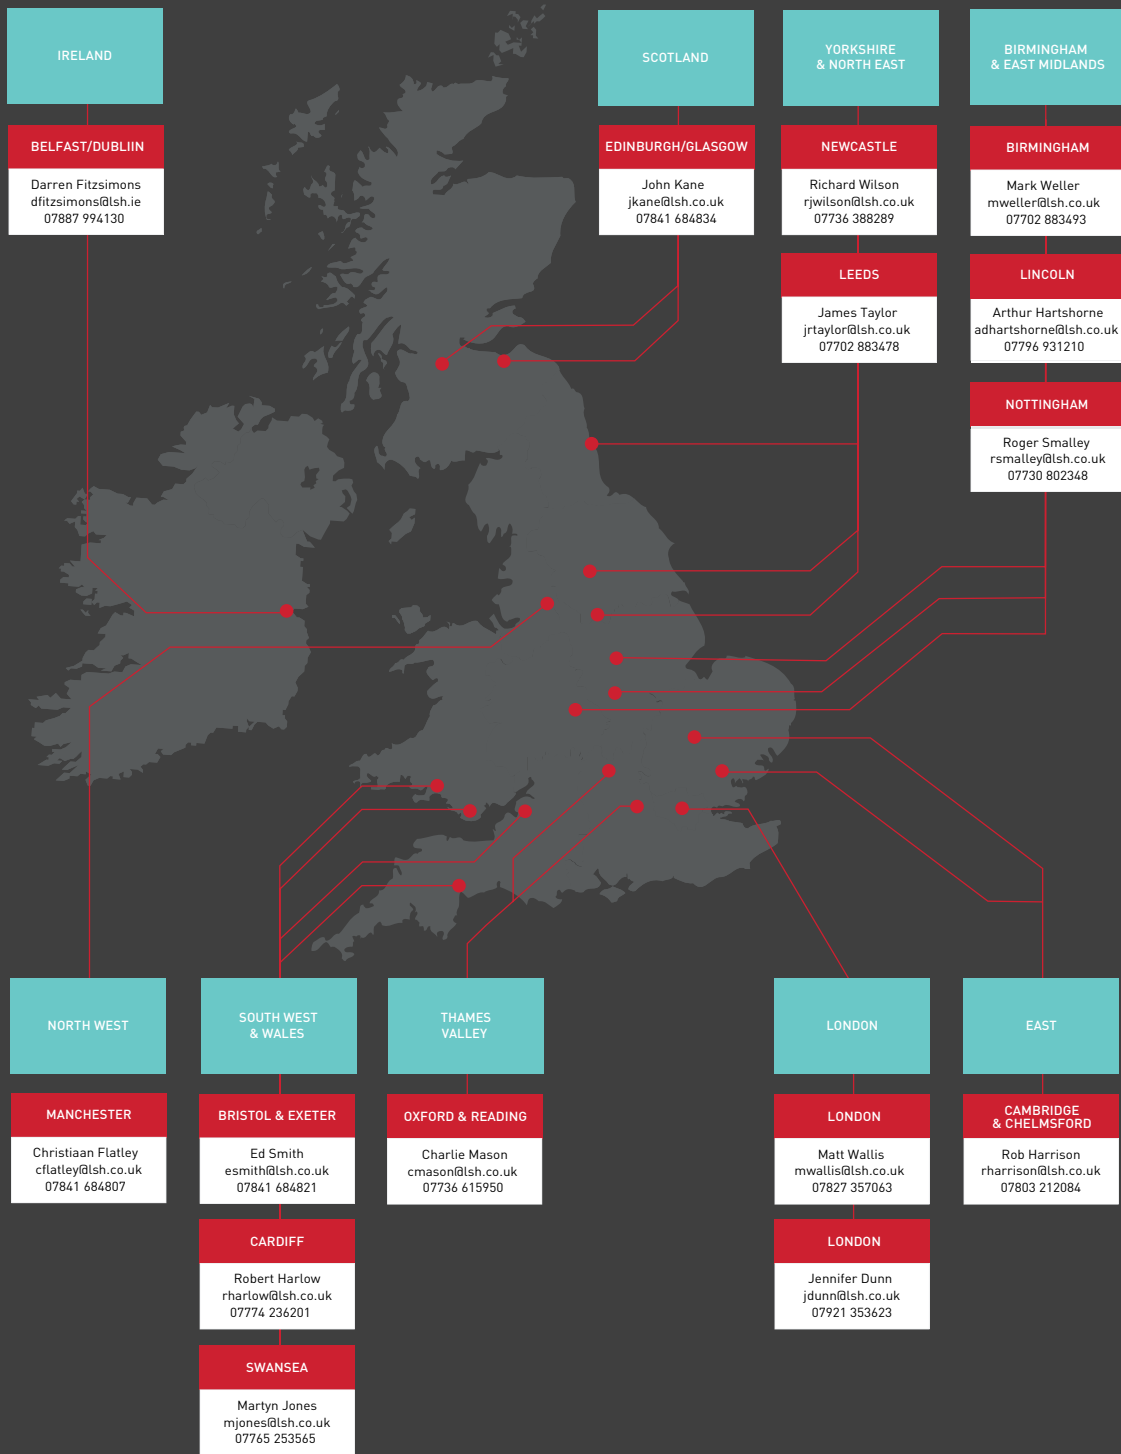 IRELAND
BELFAST/DUBLIIN
Darren Fitzsimons
dfitzsimons@lsh.ie
07887 994130
SCOTLAND
EDINBURGH/GLASGOW
John Kane
jkane@lsh.co.uk
07841 684834
YORKSHIRE
& NORTH EAST
NEWCASTLE
Richard Wilson
rjwilson@lsh.co.uk
07736 388289
LEEDS
James Taylor
jrtaylor@lsh.co.uk
07702 883478
BIRMINGHAM
& EAST MIDLANDS
BIRMINGHAM
Mark Weller
mweller@lsh.co.uk
07702 883493
LINCOLN
Arthur Hartshorne
adhartshorne@lsh.co.uk
07796 931210
NOTTINGHAM
Roger Smalley
rsmalley@lsh.co.uk
07730 802348
NORTH WEST
MANCHESTER
Christiaan Flatley
cflatley@lsh.co.uk
07841 684807
SOUTH WEST
& WALES
BRISTOL & EXETER
Ed Smith
esmith@lsh.co.uk
07841 684821
CARDIFF
Robert Harlow
rharlow@lsh.co.uk
07774 236201
SWANSEA
Martyn Jones
mjones@lsh.co.uk
07765 253565
THAMES
VALLEY
OXFORD & READING
Charlie Mason
cmason@lsh.co.uk
07736 615950
LONDON
LONDON
Matt Wallis
mwallis@lsh.co.uk
07827 357063
LONDON
Jennifer Dunn
jdunn@lsh.co.uk
07921 353623
EAST
CAMBRIDGE
& CHELMSFORD
Rob Harrison
rharrison@lsh.co.uk
07803 212084